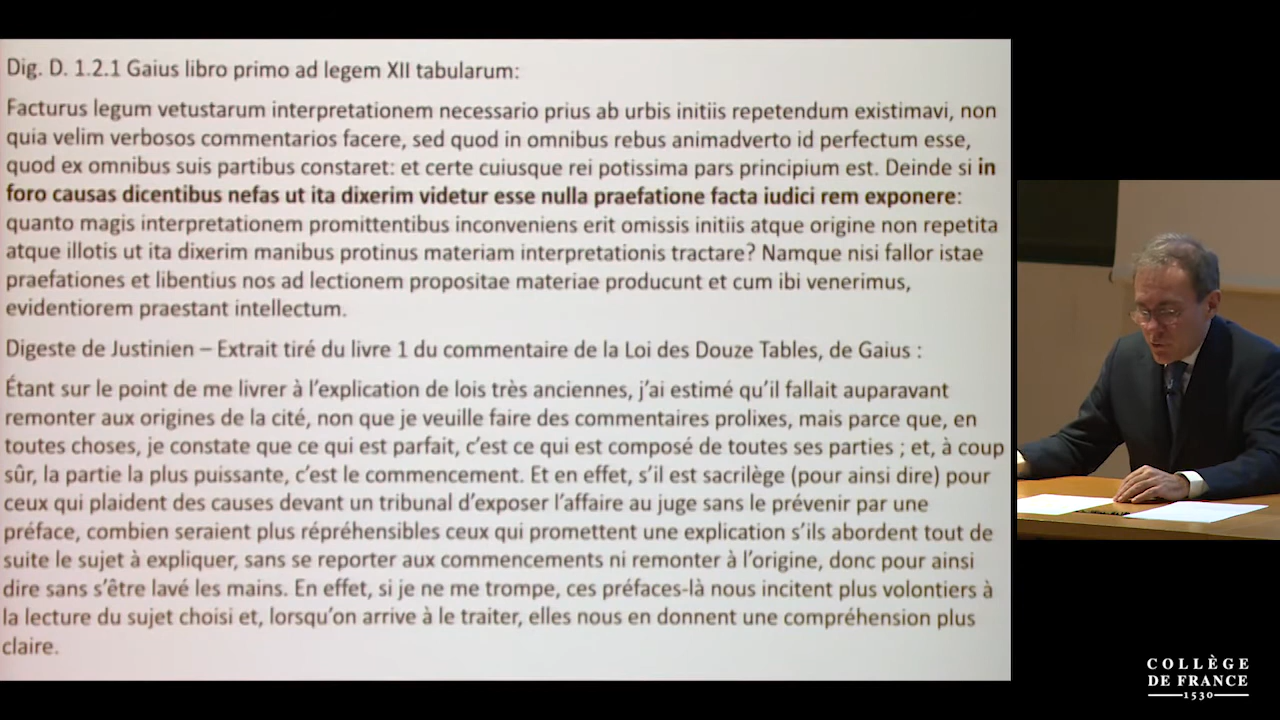 Dig. D. 1.2.1 Gaius libro primo ad legem XII tabularum:
Facturus legum vetustarum interpretationem necessario prius ab urbis initiis repetendum existimavi, non
quia velim verbosos commentarios facere, sed quod in omnibus rebus animadverto id perfectum esse,
quod ex omnibus suis partibus constaret: et certe cuiusque rei potissima pars principium est. Deinde si in
foro causas dicentibus nefas ut ita dixerim videtur esse nulla praefatione facta iudici rem exponere:
quanto magis interpretationem promittentibus inconveniens erit omissis initiis atque origine non repetita
atque illotis ut ita dixerim manibus protinus materiam interpretationis tractare? Namque nisi fallor istae
praefationes et libentius nos ad lectionem propositae materiae producunt et cum ibi venerimus,
evidentiorem praestant intellectum.
Digeste de Justinien – Extrait tiré du livre 1 du commentaire de la Loi des Douze Tables, de Gaius :
Étant sur le point de me livrer à l'explication de lois très anciennes, j'ai estimé qu'il fallait auparavant
remonter aux origines de la cité, non que je veuille faire des commentaires prolixes, mais parce que, en
toutes choses, je constate que ce qui est parfait, c'est ce qui est composé de toutes ses parties ; et, à coup
sûr, la partie la plus puissante, c'est le commencement. Et en effet, s'il est sacrilège (pour ainsi dire) pour
ceux qui plaident des causes devant un tribunal d'exposer l'affaire au juge sans le prévenir par une
préface, combien seraient plus répréhensibles ceux qui promettent une explication s'ils abordent tout de
suite le sujet à expliquer, sans se reporter aux commencements ni remonter à l'origine, donc pour ainsi
dire sans s'être lavé les mains. En effet, si je ne me trompe, ces préfaces-là nous incitent plus volontiers à
la lecture du sujet choisi et, lorsqu'on arrive à le traiter, elles nous en donnent une compréhension plus
claire.
COLLÈGE
DE FRANCE
1530